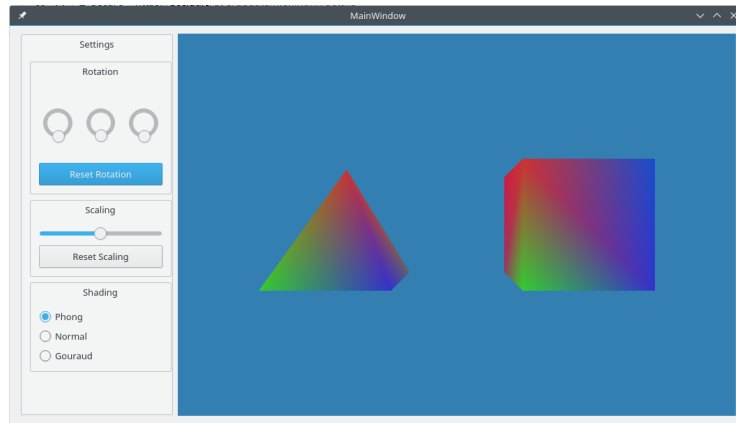 MainWindow
Settings
Rotation
Reset Rotation
Scaling
Reset Scaling
Shading
Phong
Normal
Gouraud